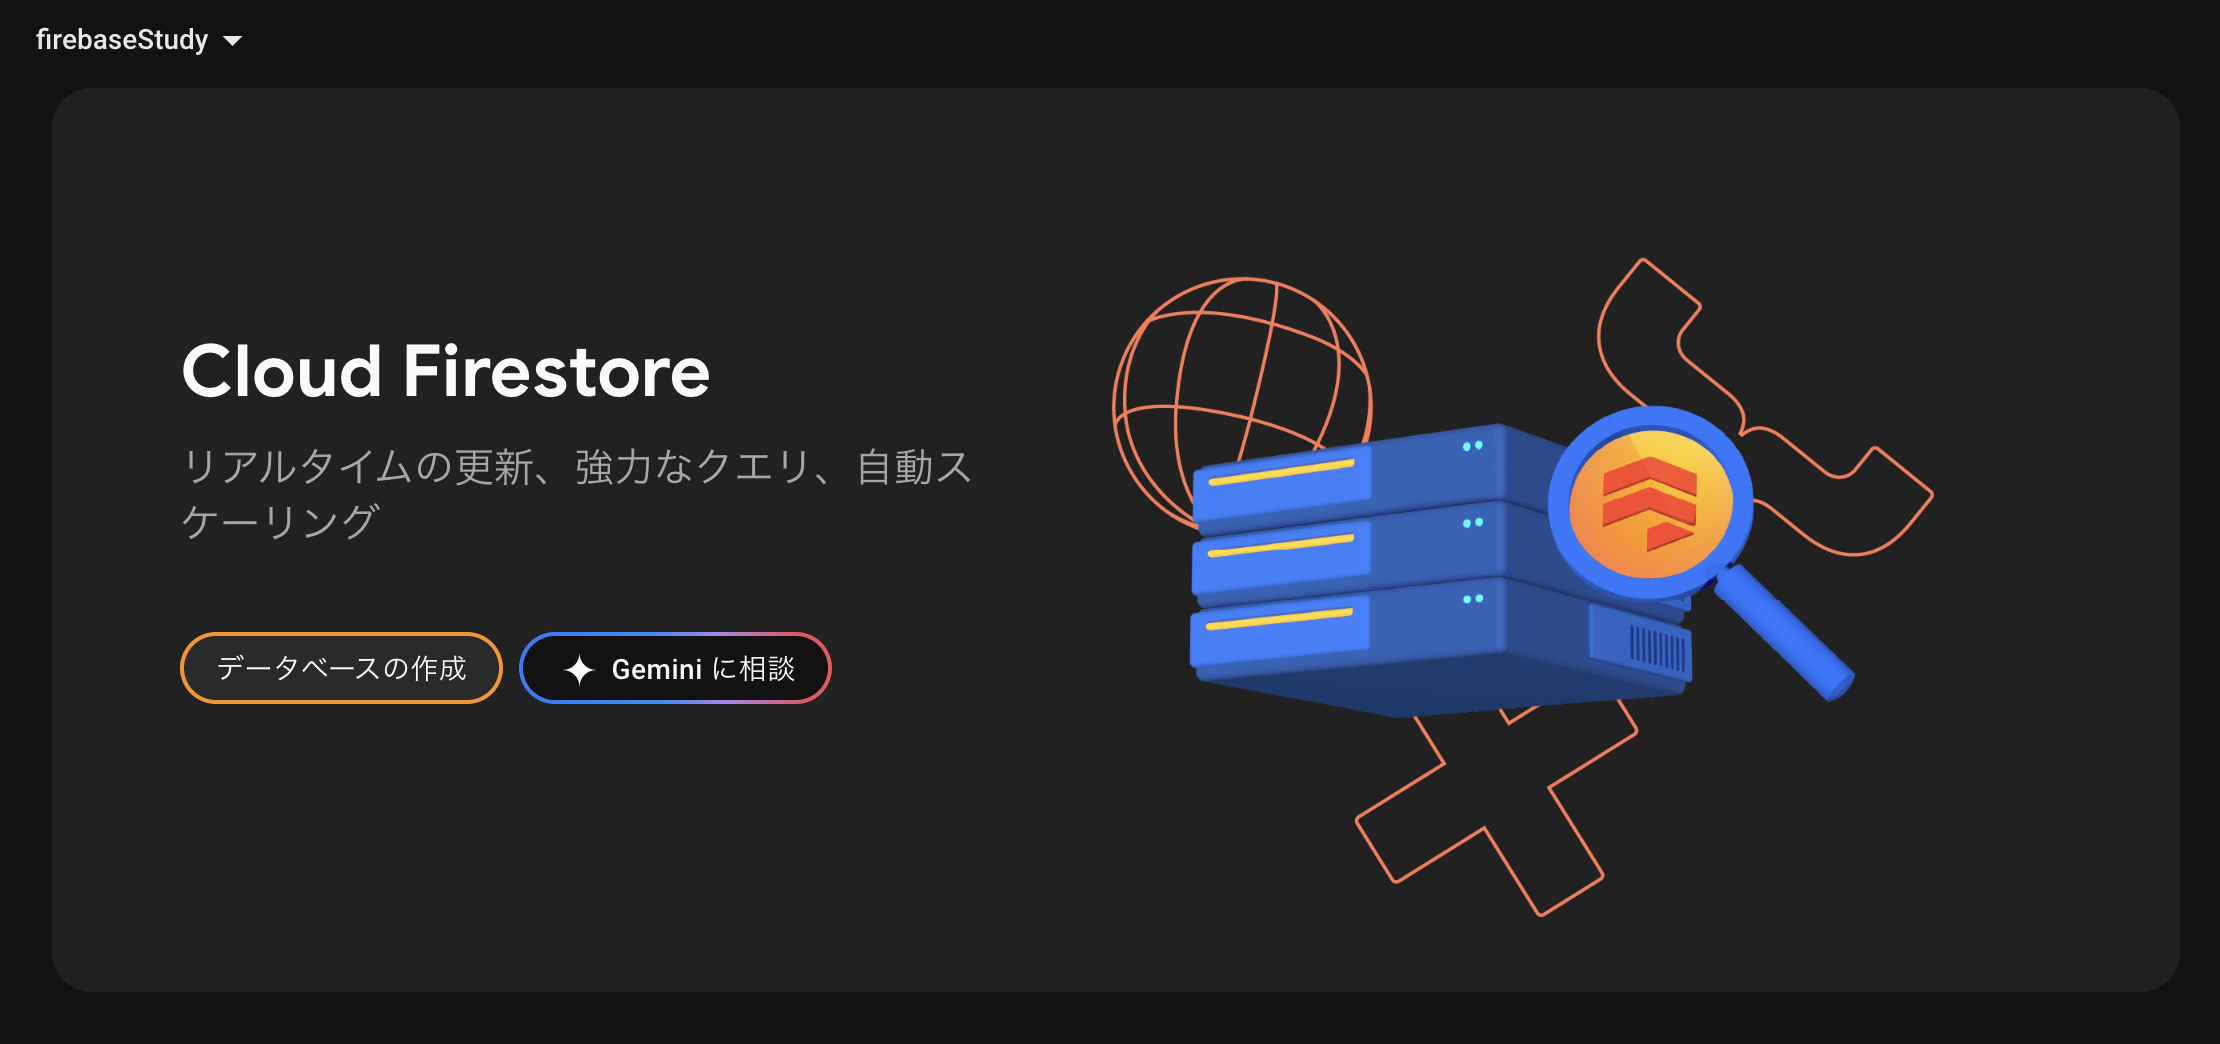 firebaseStudy
Cloud Firestore
リアルタイムの更新、強力なクエリ、自動ス
ケーリング
データベースの作成
Gemini に相談